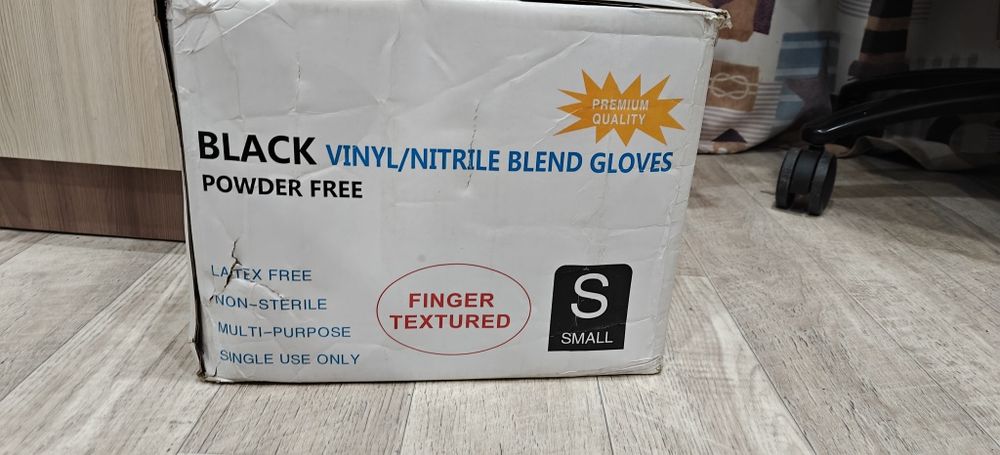 PREMIUM
QUALITY
BLACK VINYL/NITRILE BLEND GLOVES
POWDER FREE
LATEX FREE
NON-STERILE
MULTI-PURPOSE
SINGLE USE ONLY
FINGER
TEXTURED
S
SMALL